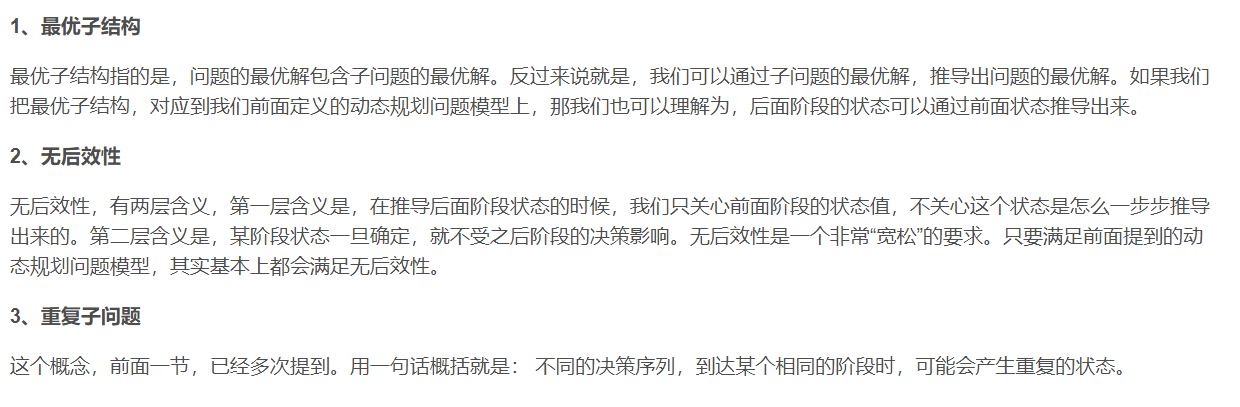 1、最优子结构
最优子结构指的是，问题的最优解包含子问题的最优解。反过来说就是，我们可以通过子问题的最优解，推导出问题的最优解。如果我们
把最优子结构，对应到我们前面定义的动态规划问题模型上，那我们也可以理解为，后面阶段的状态可以通过前面状态推导出来。
2、无后效性
无后效性，有两层含义，第一层含义是，在推导后面阶段状态的时候，我们只关心前面阶段的状态值，不关心这个状态是怎么一步步推导
出来的。第二层含义是，某阶段状态一旦确定，就不受之后阶段的决策影响。无后效性是一个非常“宽松”的要求。只要满足前面提到的动
态规划问题模型，其实基本上都会满足无后效性。
3、重复子问题
这个概念，前面一节，已经多次提到。用一句话概括就是： 不同的决策序列，到达某个相同的阶段时，可能会产生重复的状态。